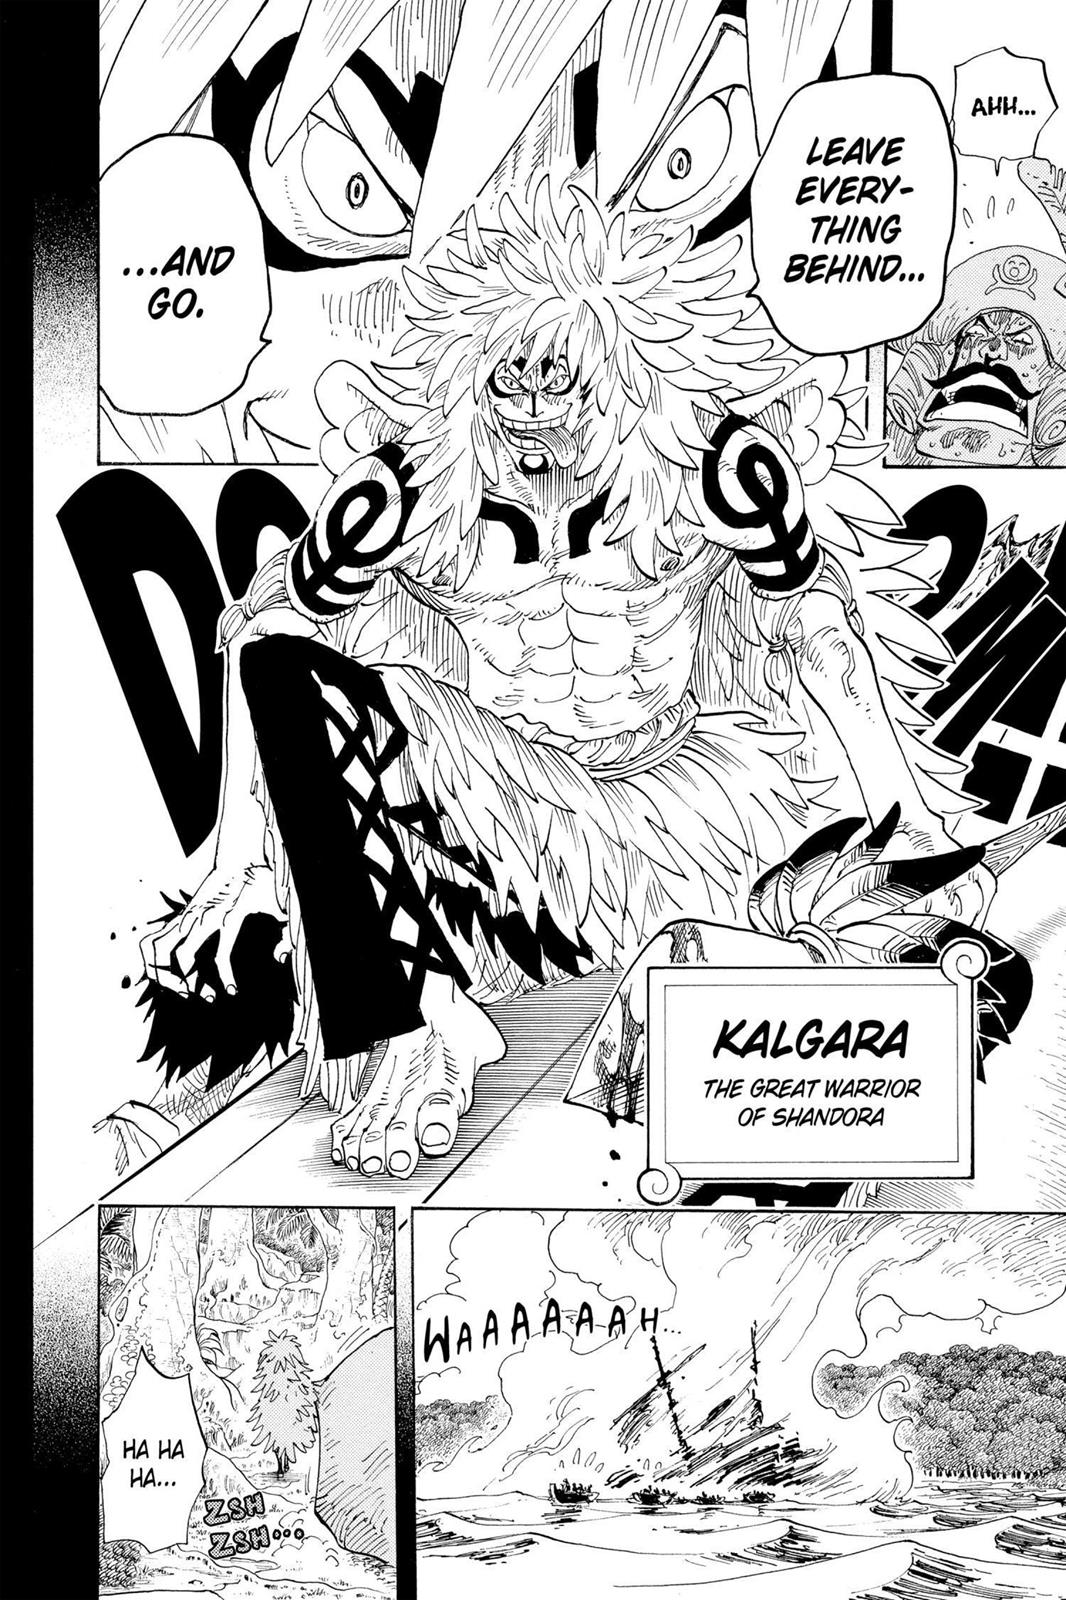 AHH...
LEAVE
EVERY-
THING
BEHIND...
...AND
GO.
KALGARA
THE GREAT WARRIOR
OF SHANDORA
WAAAAAAH...
HA HA
HA...
ZSH
ZSH...